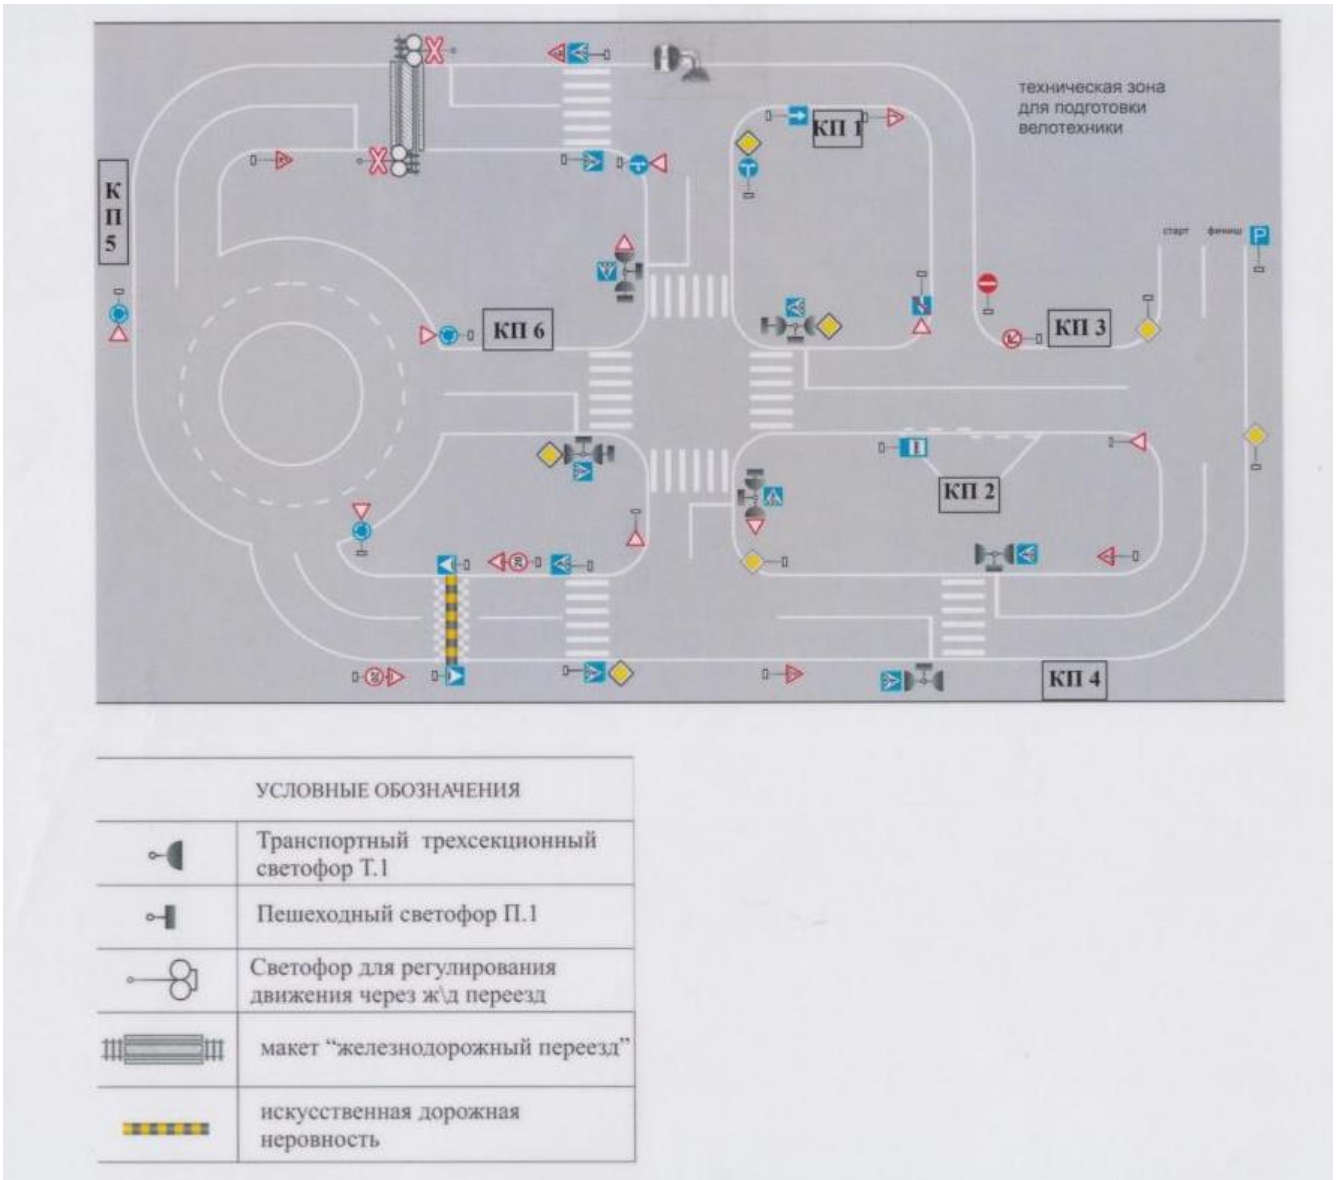 техническая зона
для подготовки
велотехники
КП 1
К
П
5
старт финиш
P
КП 6
КП 3
КП 2
КП 4
УСЛОВНЫЕ ОБОЗНАЧЕНИЯ
Транспортный трехсекционный
светофор Т.1
Пешеходный светофор П.1
Светофор для регулирования
движения через ж\д переезд
макет “железнодорожный переезд”
искусственная дорожная
неровность